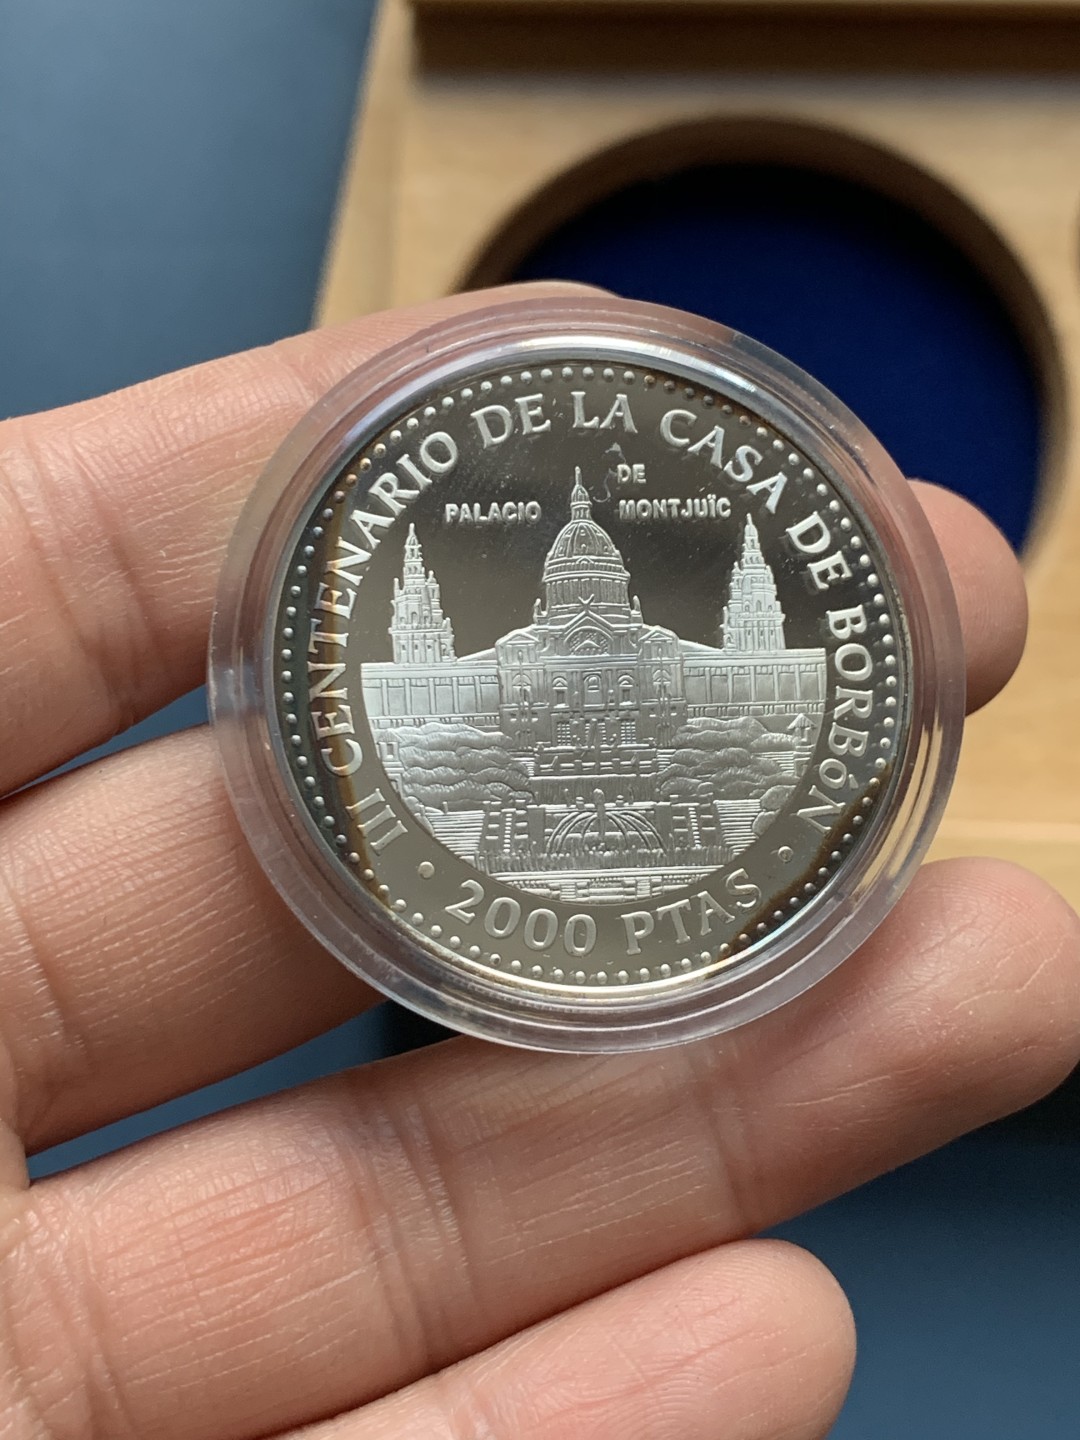 III CENTENARIO DE LA CASA DE BORBóN
PALACIO DE MONTJUÏC
2000 PTAS